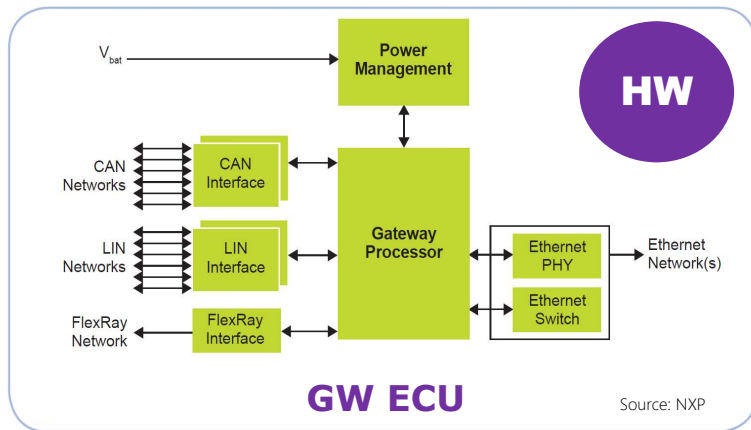 V_bat
Power
Management
HW
CAN
Networks
CAN
Interface
Gateway
Processor
LIN
Networks
LIN
Interface
Ethernet
PHY
Ethernet
Network(s)
Ethernet
Switch
FlexRay
Network
FlexRay
Interface
GW ECU
Source: NXP